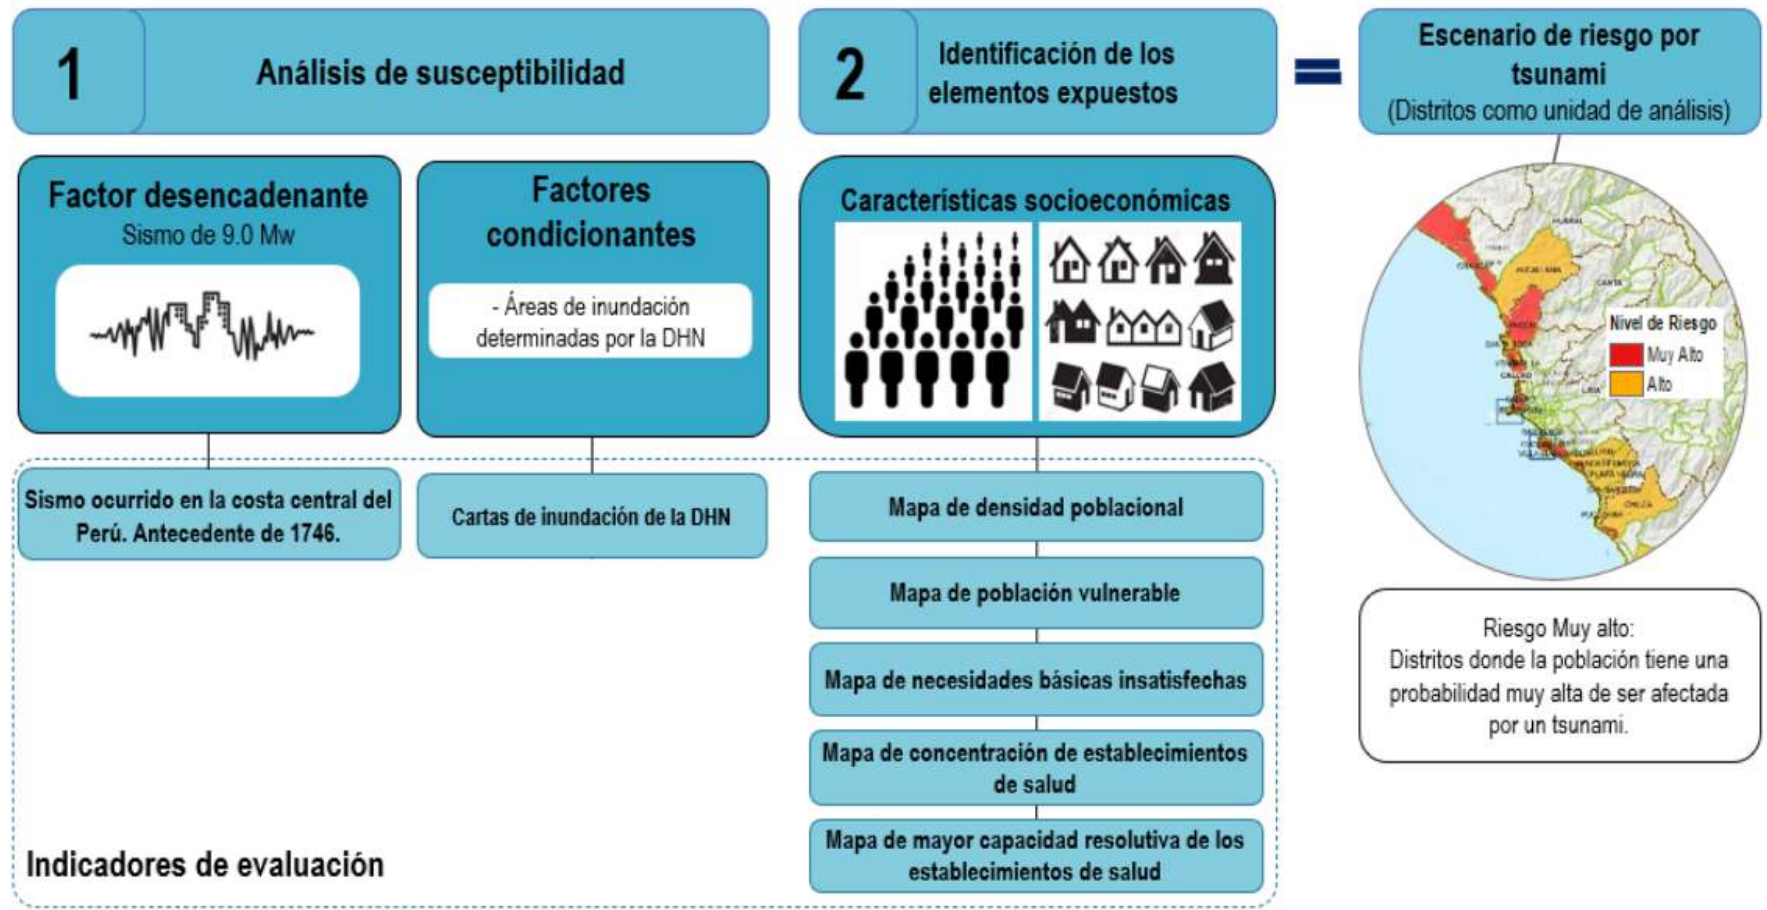 1
Análisis de susceptibilidad
2
Identificación de los
elementos expuestos
Escenario de riesgo por
tsunami
(Distritos como unidad de análisis)
Factor desencadenante
Sismo de 9.0 Mw
Factores
condicionantes
- Áreas de inundación
determinadas por la DHN
Características socioeconómicas
Nivel de Riesgo
Muy Alto
Alto
HUARAL
CANTA
LIMA
CALLAO
CHILCA
Sismo ocurrido en la costa central del
Perú. Antecedente de 1746.
Cartas de inundación de la DHN
Mapa de densidad poblacional
Mapa de población vulnerable
Mapa de necesidades básicas insatisfechas
Mapa de concentración de establecimientos
de salud
Mapa de mayor capacidad resolutiva de los
establecimientos de salud
Indicadores de evaluación
Riesgo Muy alto:
Distritos donde la población tiene una
probabilidad muy alta de ser afectada
por un tsunami.